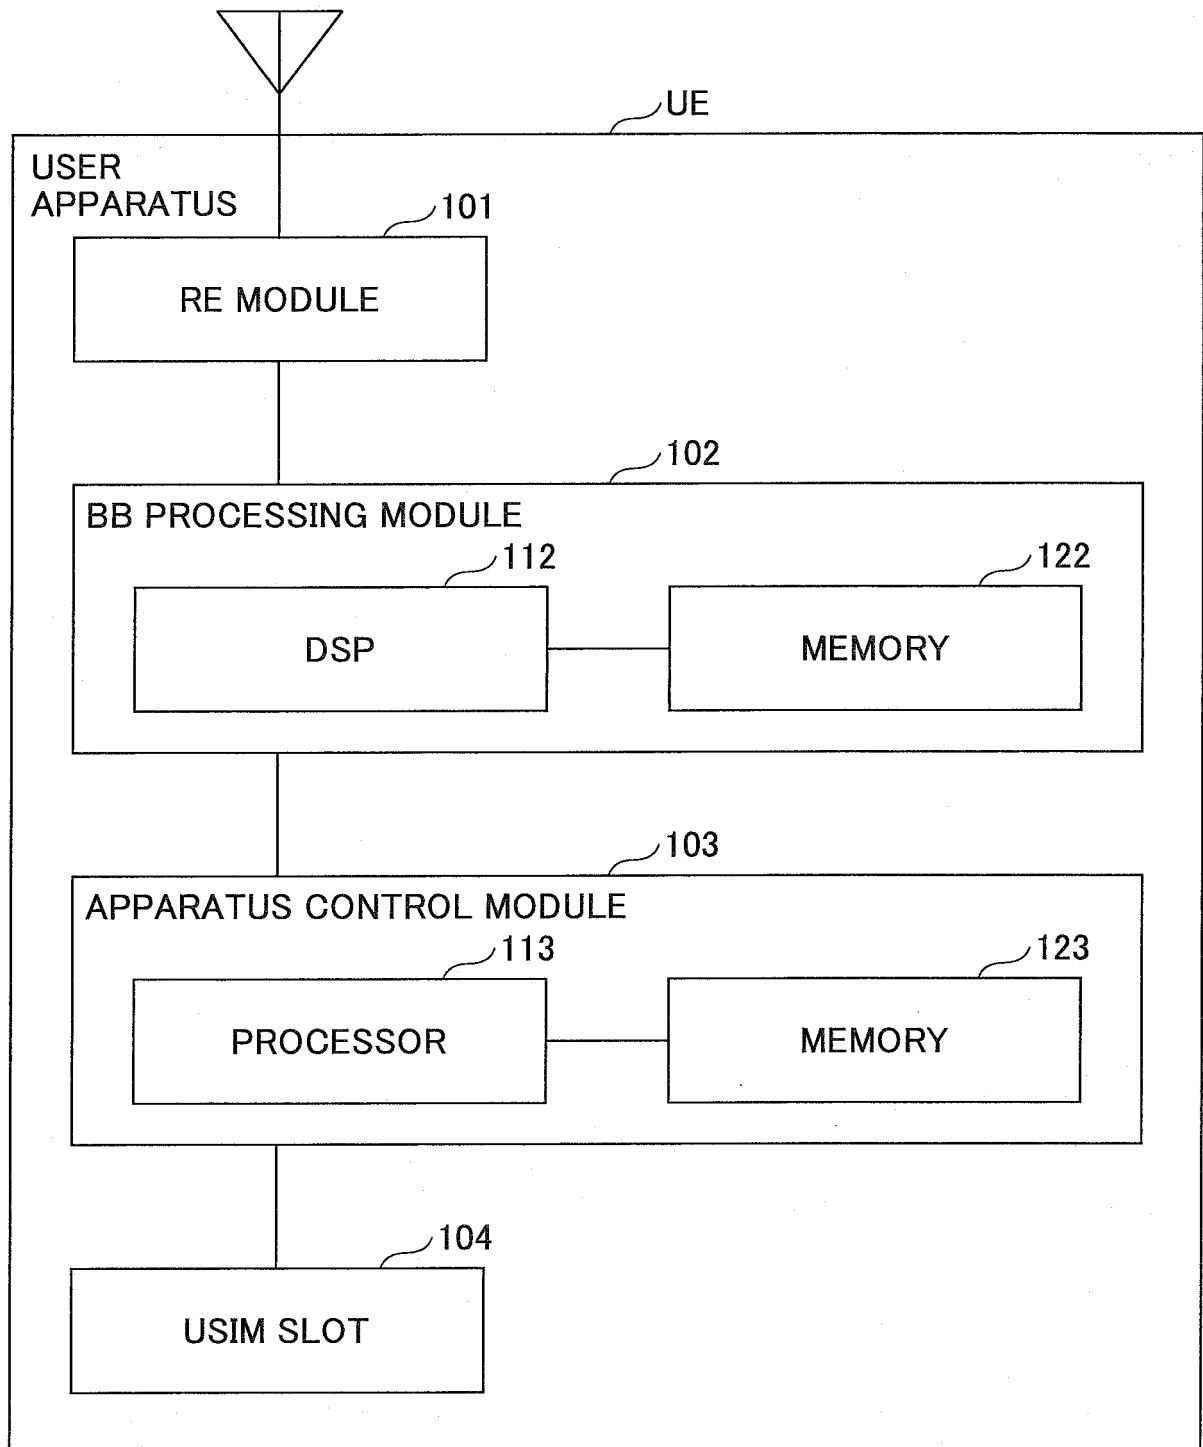 UE
USER
APPARATUS
101
RE MODULE
102
BB PROCESSING MODULE
112
122
DSP
MEMORY
103
APPARATUS CONTROL MODULE
113
123
PROCESSOR
MEMORY
104
USIM SLOT